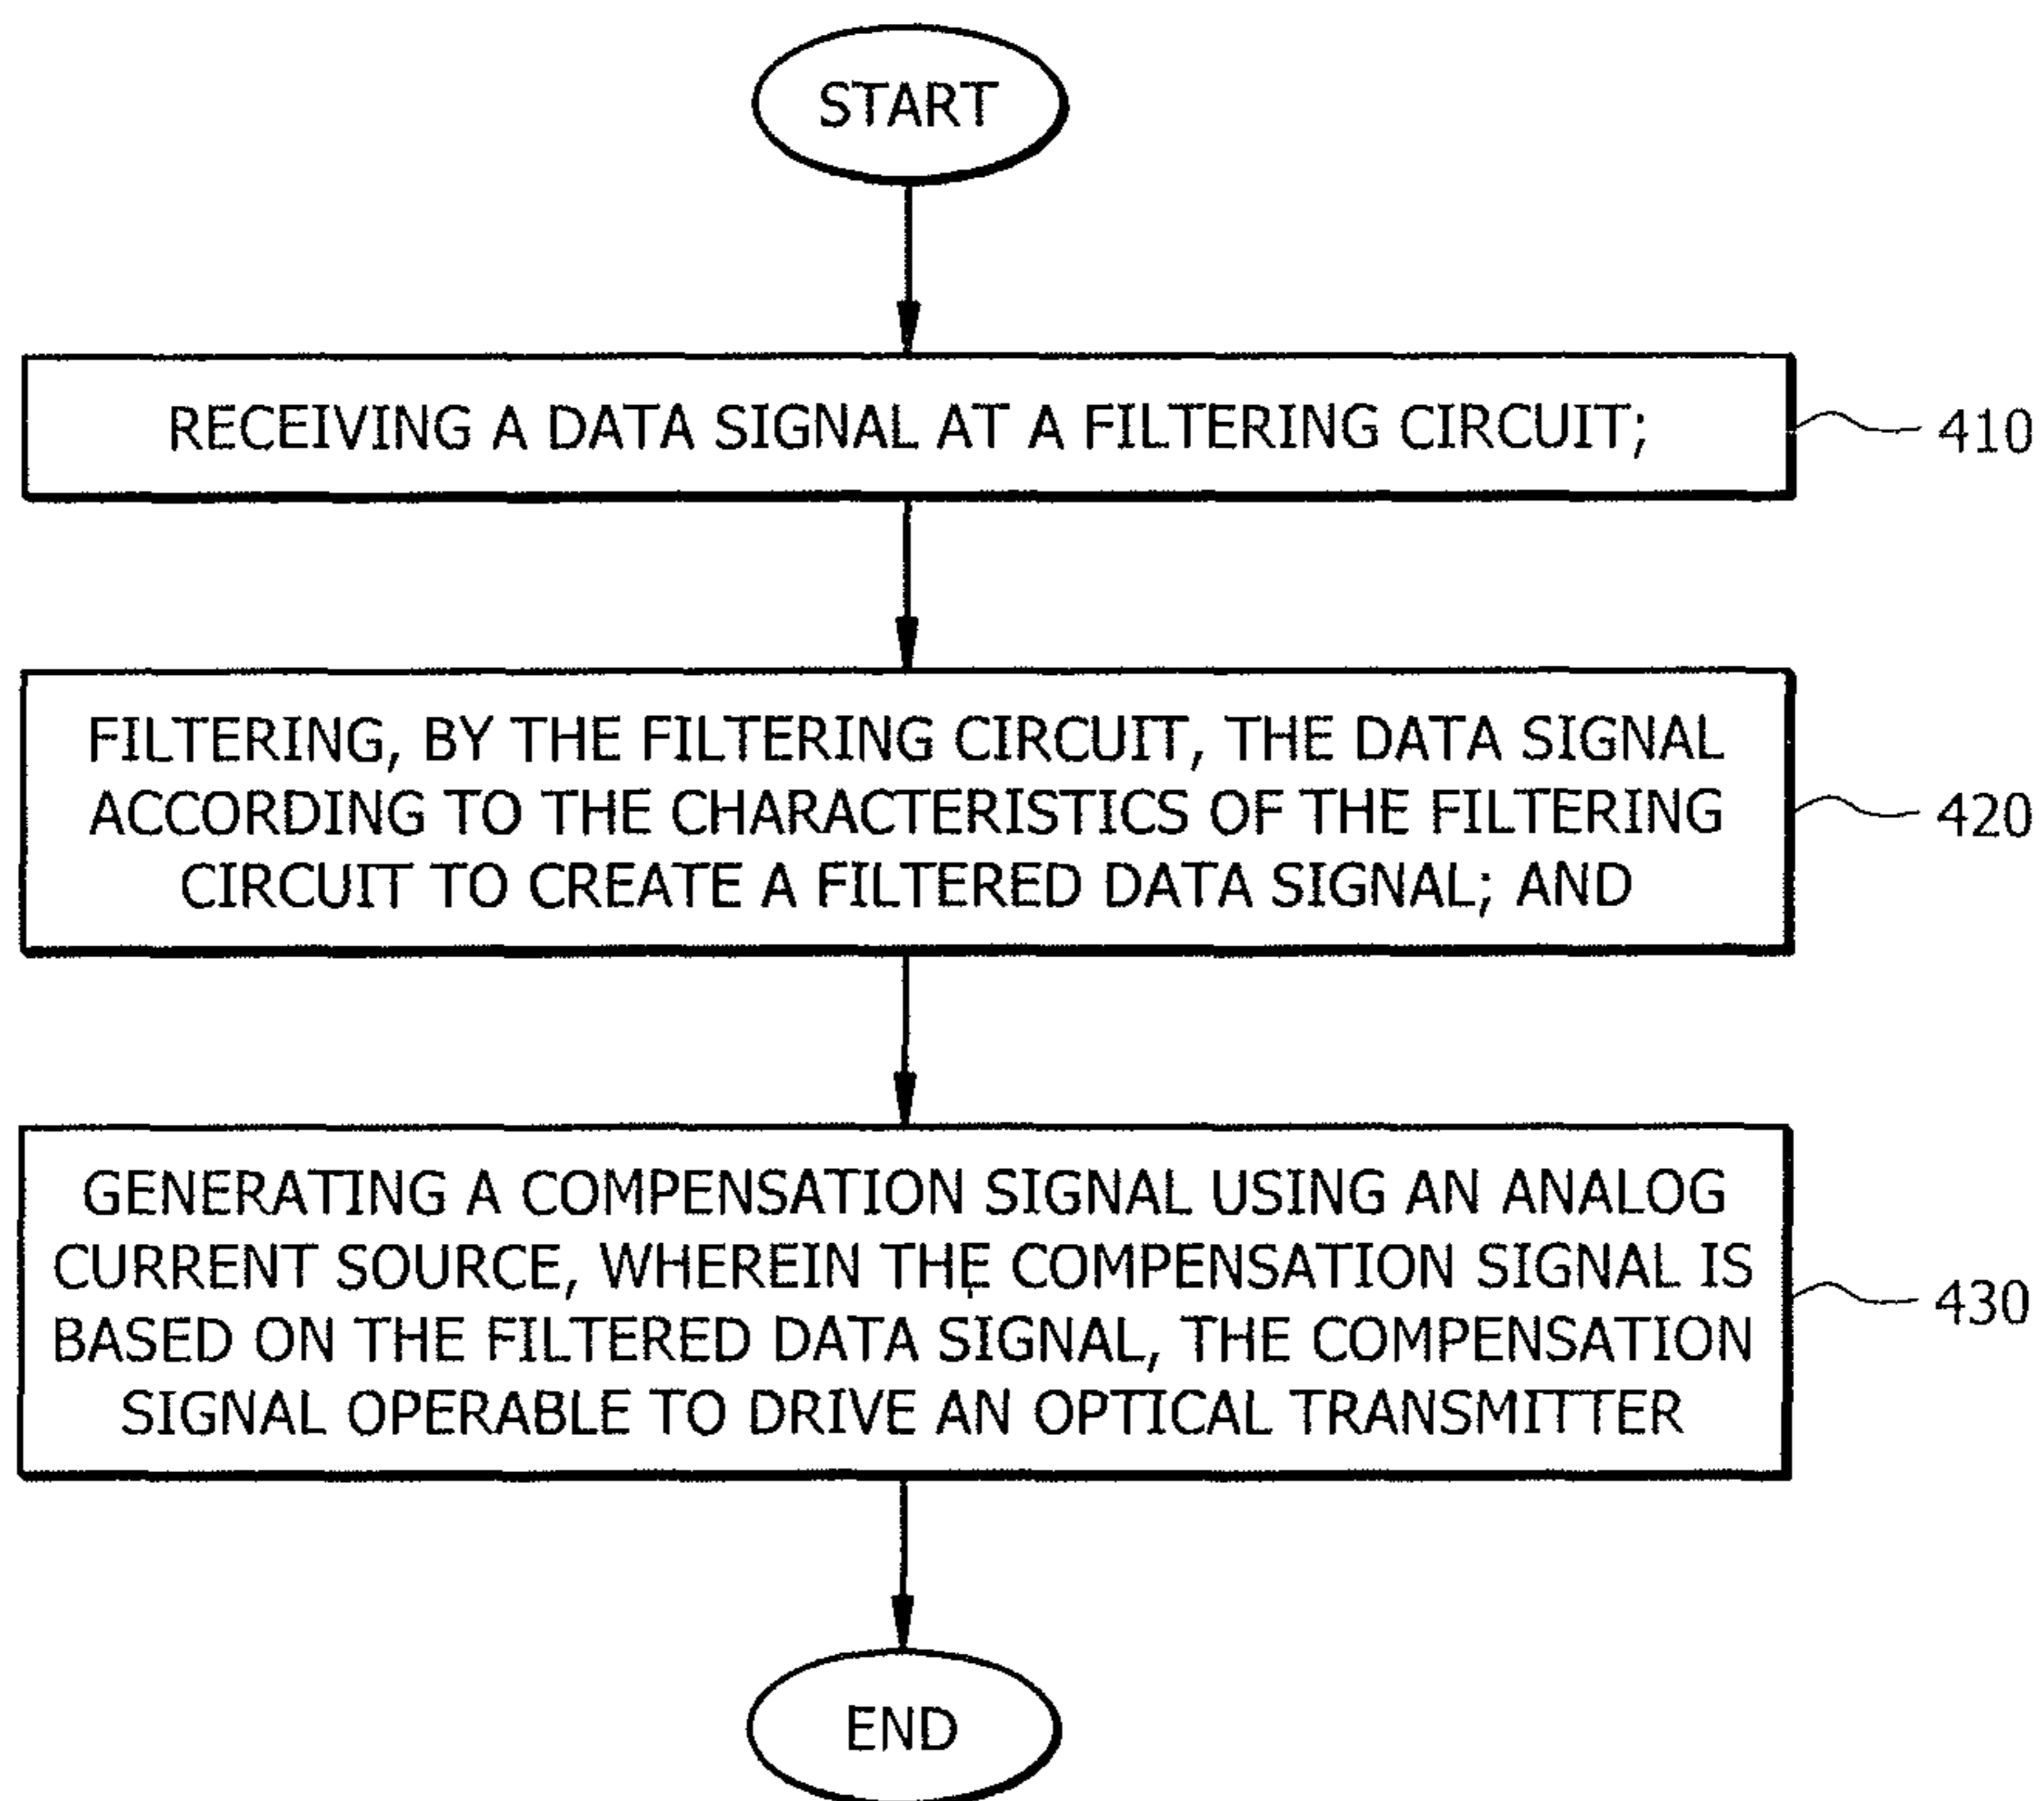 START
RECEIVING A DATA SIGNAL AT A FILTERING CIRCUIT;
410
FILTERING, BY THE FILTERING CIRCUIT, THE DATA SIGNAL
ACCORDING TO THE CHARACTERISTICS OF THE FILTERING
CIRCUIT TO CREATE A FILTERED DATA SIGNAL; AND
420
GENERATING A COMPENSATION SIGNAL USING AN ANALOG
CURRENT SOURCE, WHEREIN THE COMPENSATION SIGNAL IS
BASED ON THE FILTERED DATA SIGNAL, THE COMPENSATION
SIGNAL OPERABLE TO DRIVE AN OPTICAL TRANSMITTER
430
END